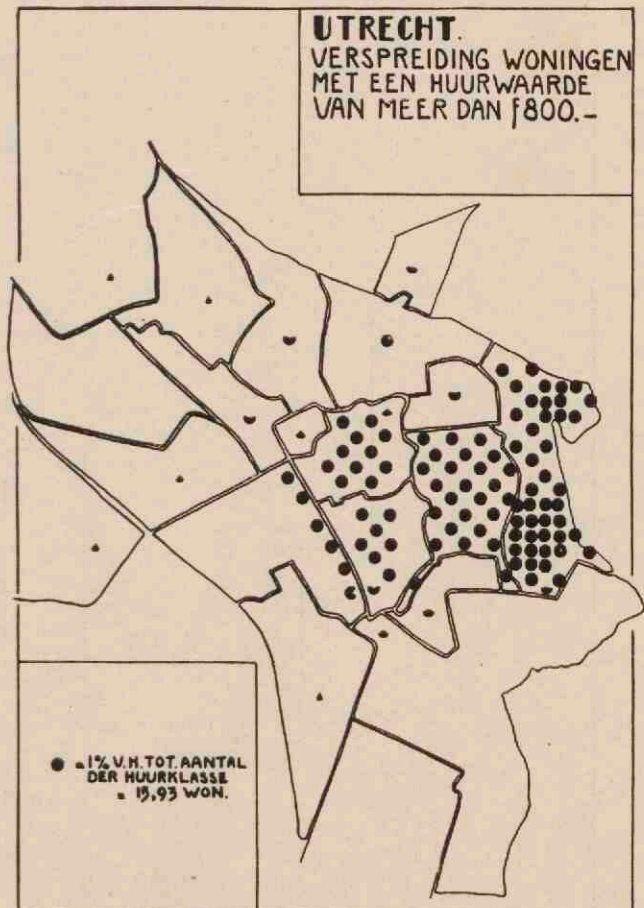 UTRECHT.
VERSPREIDING WONINGEN
MET EEN HUURWAARDE
VAN MEER DAN ƒ800.-
= 1% V.H. TOT. AANTAL
DER HUURKLASSE
= 15,93 WON.